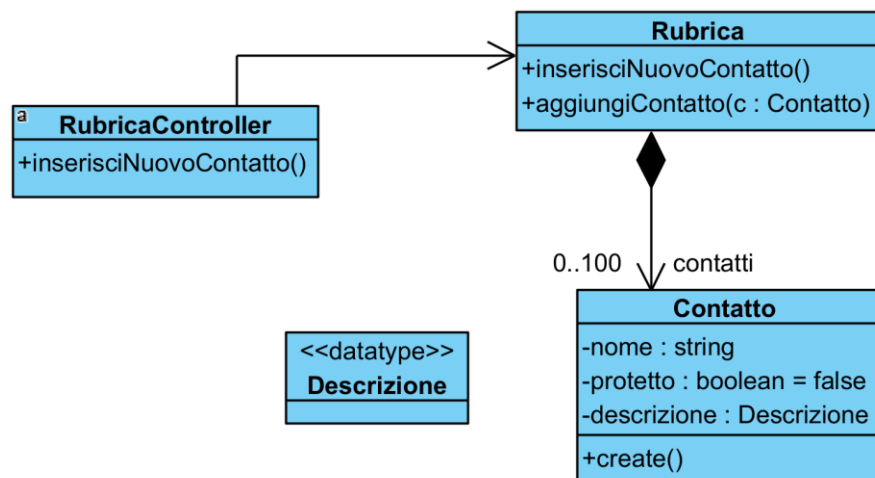 Rubrica
+inserisciNuovoContatto()
+aggiungiContatto(c : Contatto)
a
RubricaController
+inserisciNuovoContatto()
0..100 contatti
Contatto
-nome : string
-protetto : boolean = false
-descrizione : Descrizione
+create()
<<datatype>>
Descrizione